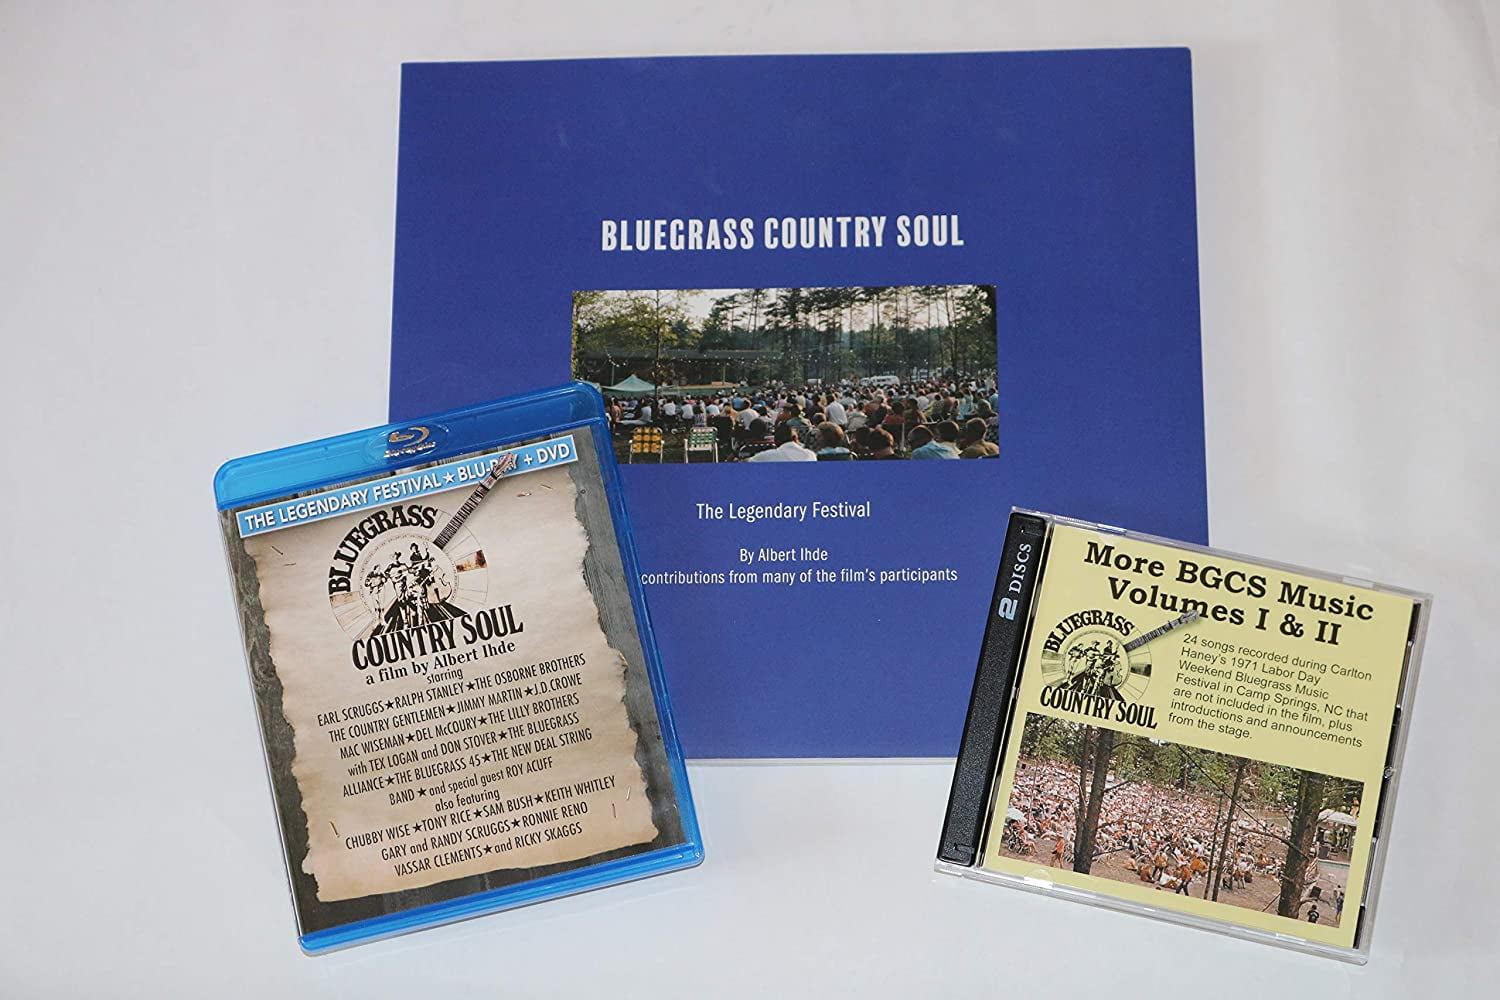 BLUEGRASS COUNTRY SOUL
The Legendary Festival
By Albert Ihde
contributions from many of the film's participants
Blu-ray Disc
THE LEGENDARY FESTIVAL ★ BLU-RAY + DVD
BLUEGRASS
COUNTRY SOUL
a film by Albert Ihde
starring
EARL SCRUGGS ★ RALPH STANLEY ★ THE OSBORNE BROTHERS
THE COUNTRY GENTLEMEN ★ JIMMY MARTIN ★ J.D.CROWE
MAC WISEMAN ★ DEL McCOURY ★ THE LILLY BROTHERS
with TEX LOGAN and DON STOVER ★ THE BLUEGRASS
ALLIANCE ★ THE BLUEGRASS 45 ★ THE NEW DEAL STRING
BAND ★ and special guest ROY ACUFF
also featuring
CHUBBY WISE ★ TONY RICE ★ SAM BUSH ★ KEITH WHITLEY
GARY and RANDY SCRUGGS ★ RONNIE RENO
VASSAR CLEMENTS ★ and RICKY SKAGGS
2 DISCS
More BGCS Music
Volumes I & II
BLUEGRASS
COUNTRY SOUL
24 songs recorded during Carlton
Haney's 1971 Labor Day
Weekend Bluegrass Music
Festival in Camp Springs, NC that
are not included in the film, plus
introductions and announcements
from the stage.